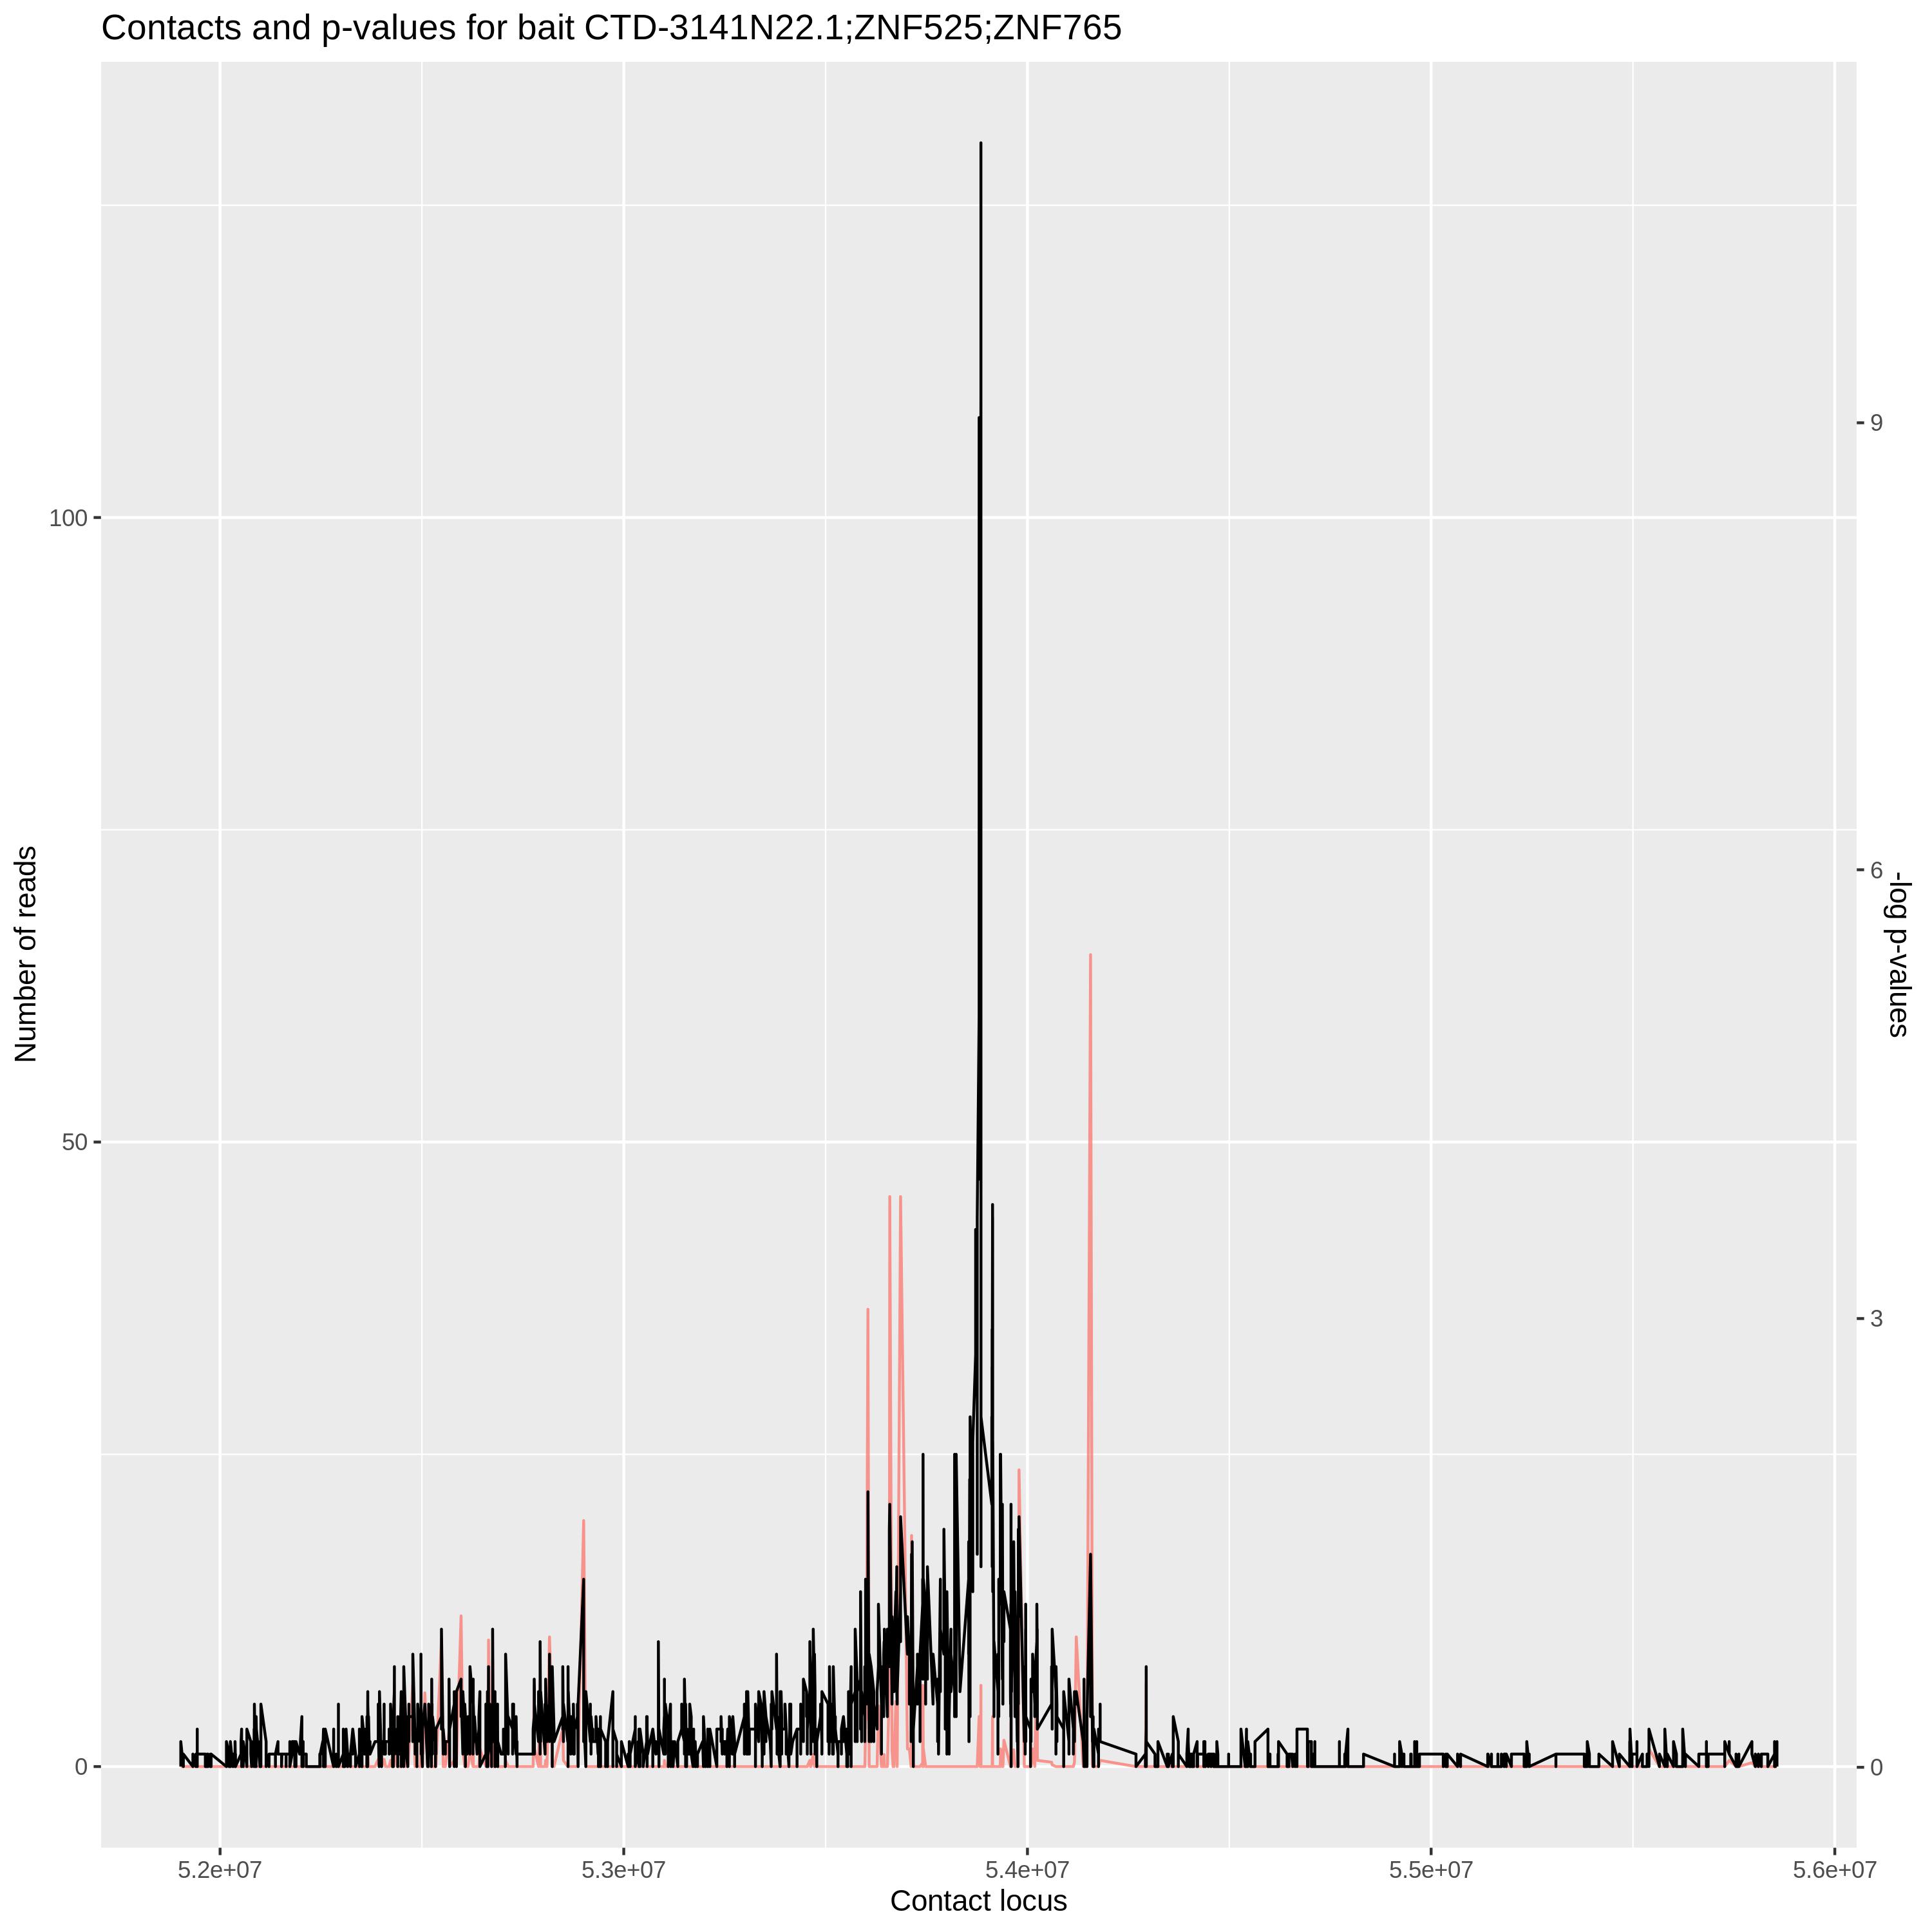 Contacts and p-values for bait CTD-3141N22.1;ZNF525;ZNF765
Number of reads
100
50
0
9
6
3
0
-log p-values
5.2e+07 5.3e+07 5.4e+07 5.5e+07 5.6e+07
Contact locus